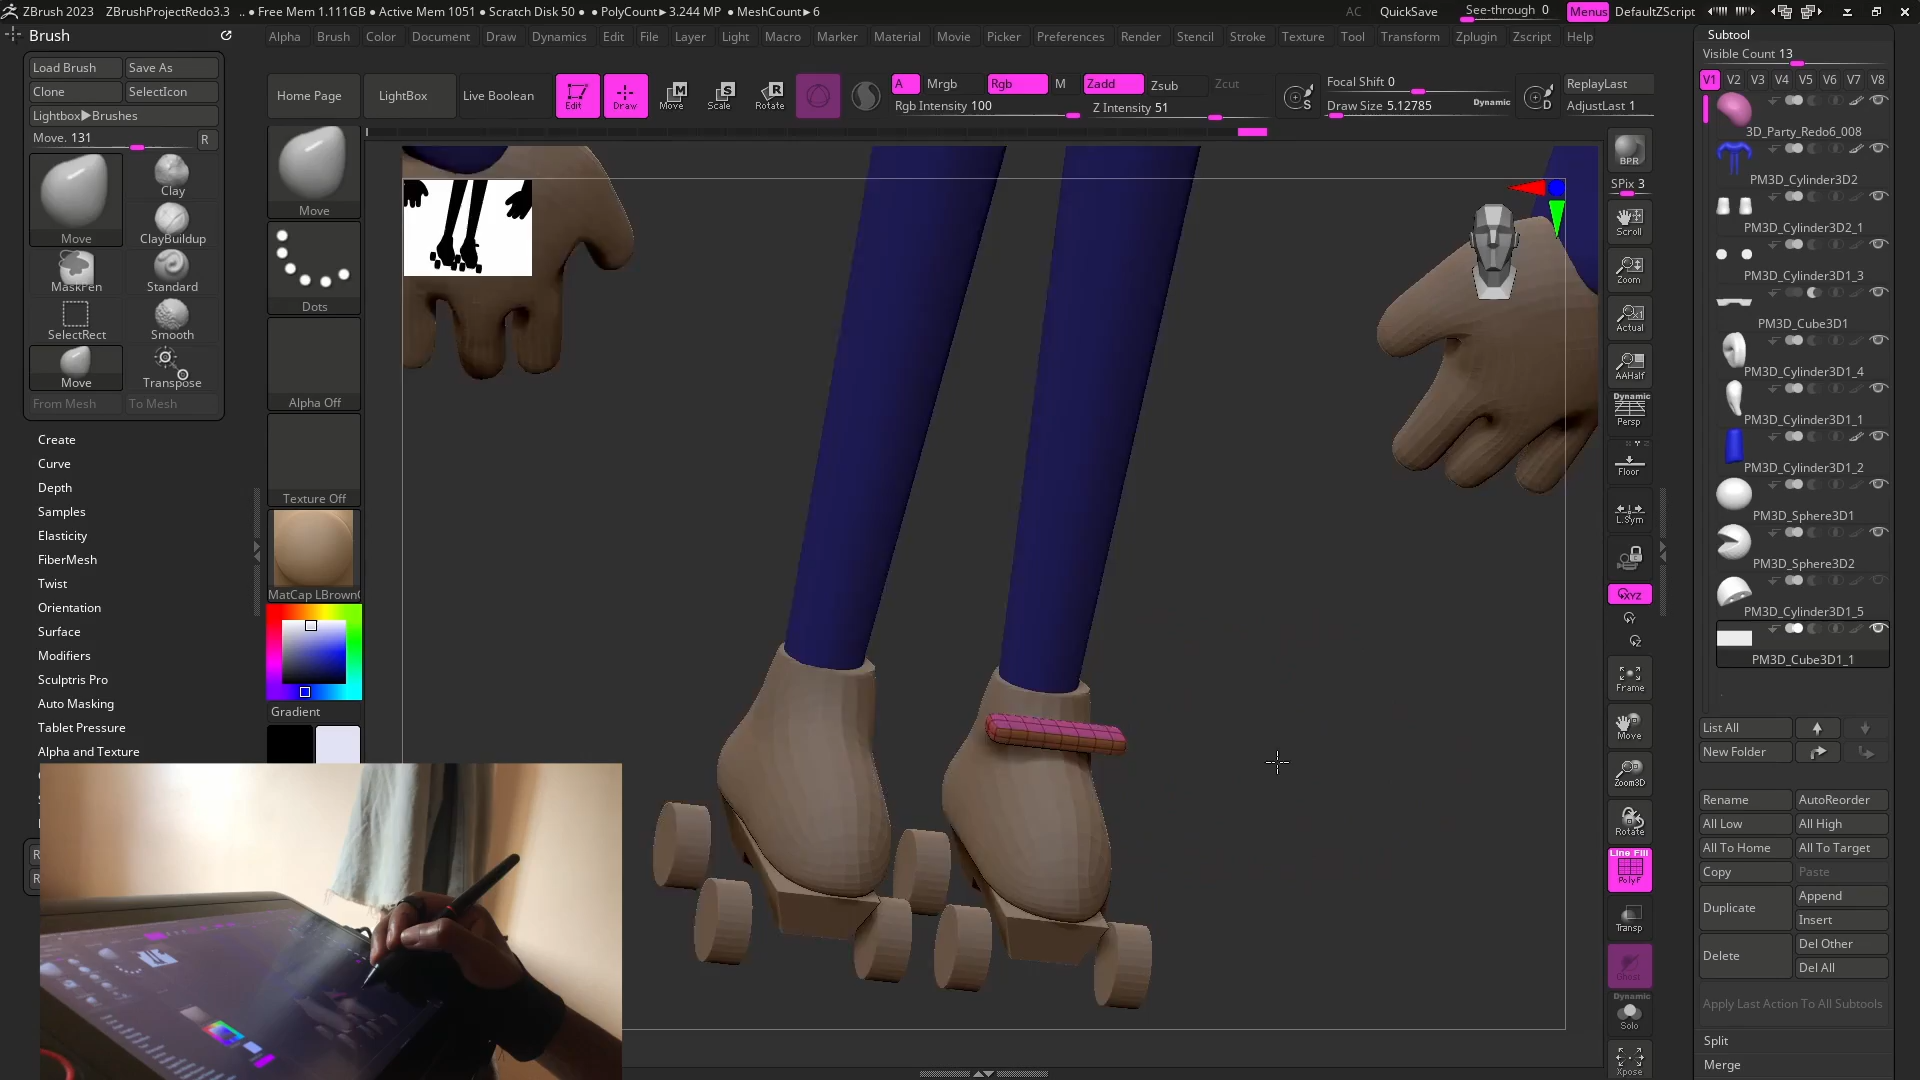 ZBrush 2023 ZBrushProjectRedo3.3 .. ● Free Mem 1.111GB ● Active Mem 1051 ● Scratch Disk 50 ● ● PolyCount► 3.244 MP ● MeshCount► 6 AC QuickSave See-through 0 Menus DefaultZScript
Brush
Alpha Brush Color Document Draw Dynamics Edit File Layer Light Macro Marker Material Movie Picker Preferences Render Stencil Stroke Texture Tool Transform Zplugin Zscript Help
Load Brush Save As
Clone SelectIcon
Lightbox►Brushes
Move. 131 R
Move
Clay
ClayBuildup
MaskPen
Standard
SelectRect
Smooth
Move
Transpose
From Mesh To Mesh
Create
Curve
Depth
Samples
Elasticity
FiberMesh
Twist
Orientation
Surface
Modifiers
Sculptris Pro
Auto Masking
Tablet Pressure
Alpha and Texture
Home Page
LightBox
Live Boolean
Edit
Draw
Move
Scale
Rotate
A Mrgb Rgb M Zadd Zsub Zcut
Rgb Intensity 100 Z Intensity 51
Focal Shift 0
Draw Size 5.12785 Dynamic
ReplayLast
AdjustLast 1
Move
Dots
Alpha Off
Texture Off
MatCap LBrown
Gradient
BPR
SPix 3
Scroll
Zoom
Actual
AAHalf
Dynamic
Persp
Floor
L.Sym
XYZ
Frame
Move
Zoom3D
Rotate
Line Fill
PolyF
Transp
Ghost
Dynamic
Solo
Xpose
Subtool
Visible Count 13
V1 V2 V3 V4 V5 V6 V7 V8
3D_Party_Redo6_008
PM3D_Cylinder3D2
PM3D_Cylinder3D2_1
PM3D_Cylinder3D1_3
PM3D_Cube3D1
PM3D_Cylinder3D1_4
PM3D_Cylinder3D1_1
PM3D_Cylinder3D1_2
PM3D_Sphere3D1
PM3D_Sphere3D2
PM3D_Cylinder3D1_5
PM3D_Cube3D1_1
List All
New Folder
Rename AutoReorder
All Low All High
All To Home All To Target
Copy Paste
Duplicate Append
Insert
Delete Del Other
Del All
Apply Last Action To All Subtools
Split
Merge